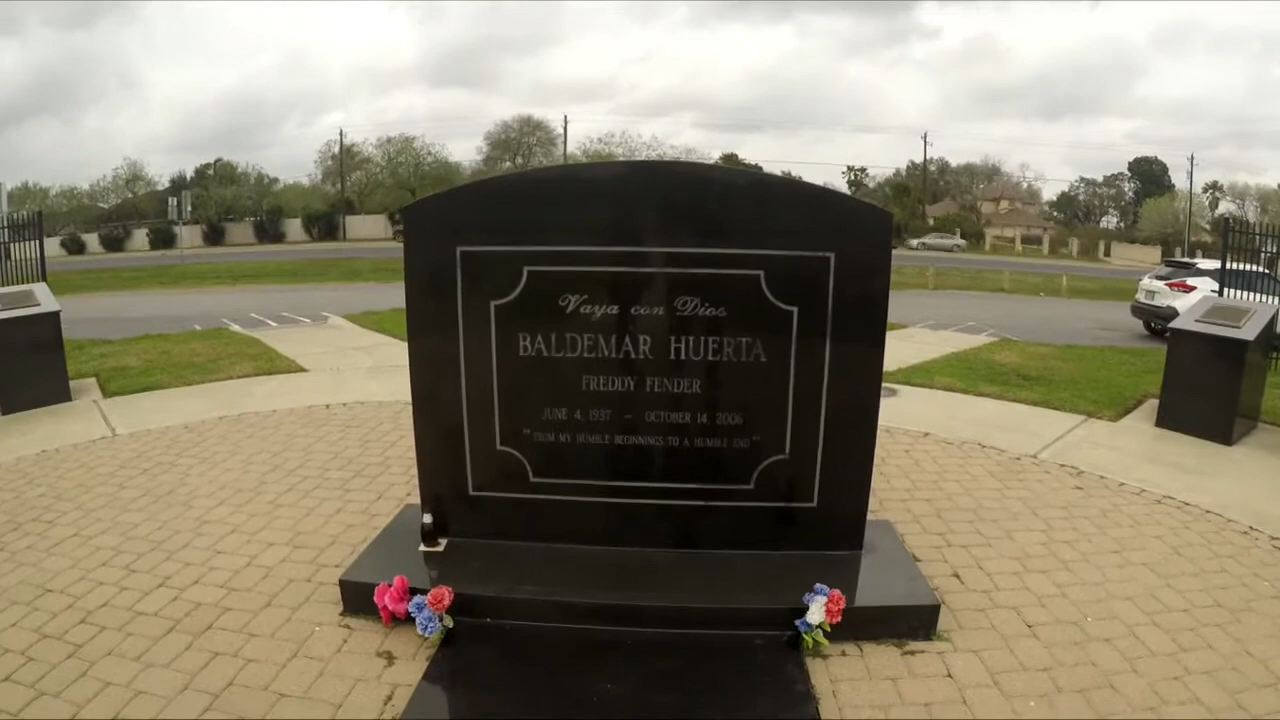 Vaya con Dios
BALDEMAR HUERTA
FREDDY FENDER
JUNE 4, 1937 – OCTOBER 14, 2006
"FROM MY HUMBLE BEGINNINGS TO A HUMBLE END"